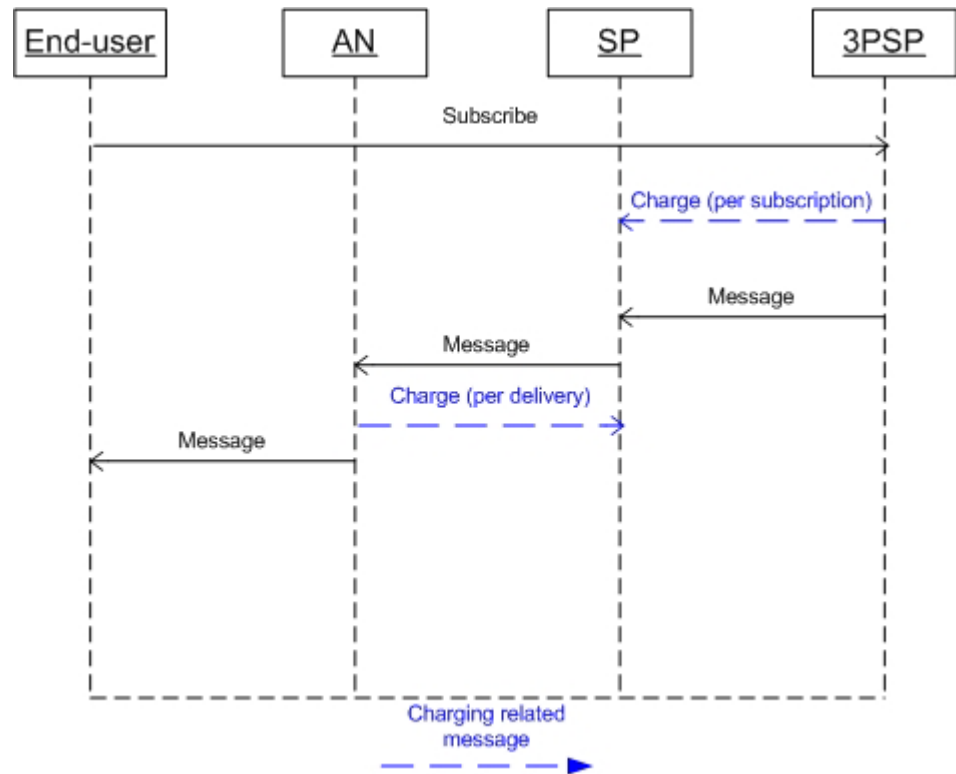 End-user
AN
SP
3PSP
Subscribe
Charge (per subscription)
Message
Message
Charge (per delivery)
Message
Charging related
message